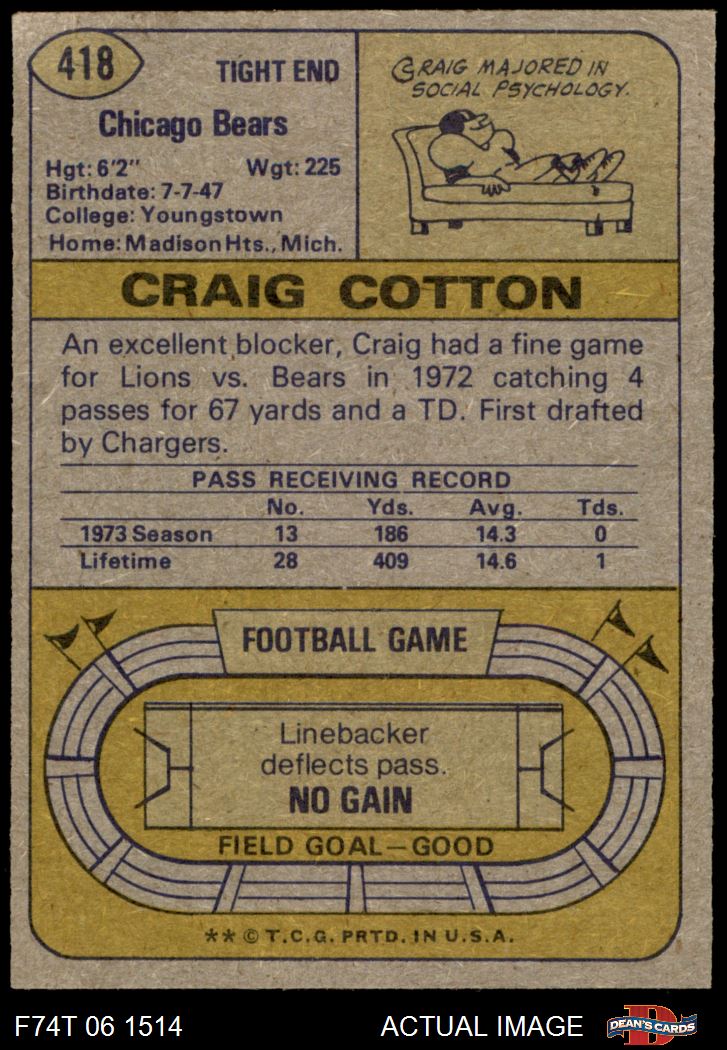 418
TIGHT END
Chicago Bears
Hgt: 6'2" Wgt: 225
Birthdate: 7-7-47
College: Youngstown
Home: Madison Hts., Mich.
CRAIG MAJORED IN
SOCIAL PSYCHOLOGY.
CRAIG COTTON
An excellent blocker, Craig had a fine game
for Lions vs. Bears in 1972 catching 4
passes for 67 yards and a TD. First drafted
by Chargers.
PASS RECEIVING RECORD
No. Yds. Avg. Tds.
1973 Season 13 186 14.3 0
Lifetime 28 409 14.6 1
FOOTBALL GAME
Linebacker
deflects pass.
NO GAIN
FIELD GOAL—GOOD
** © T.C.G. PRTD. IN U.S.A.
F74T 06 1514 ACTUAL IMAGE
D
DEAN'S CARDS